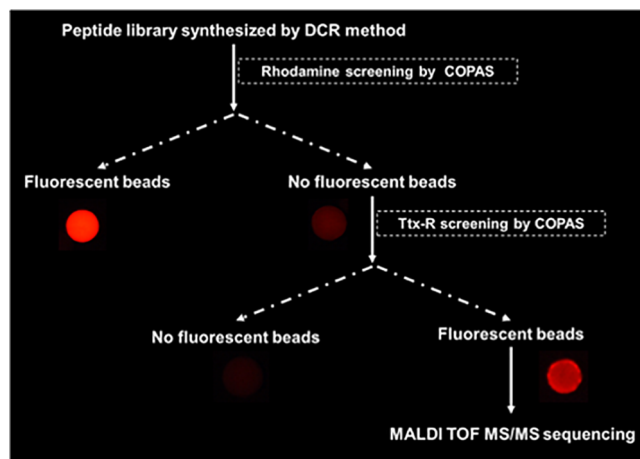 Peptide library synthesized by DCR method
Rhodamine screening by COPAS
Fluorescent beads
No fluorescent beads
Ttx-R screening by COPAS
No fluorescent beads
Fluorescent beads
MALDI TOF MS/MS sequencing